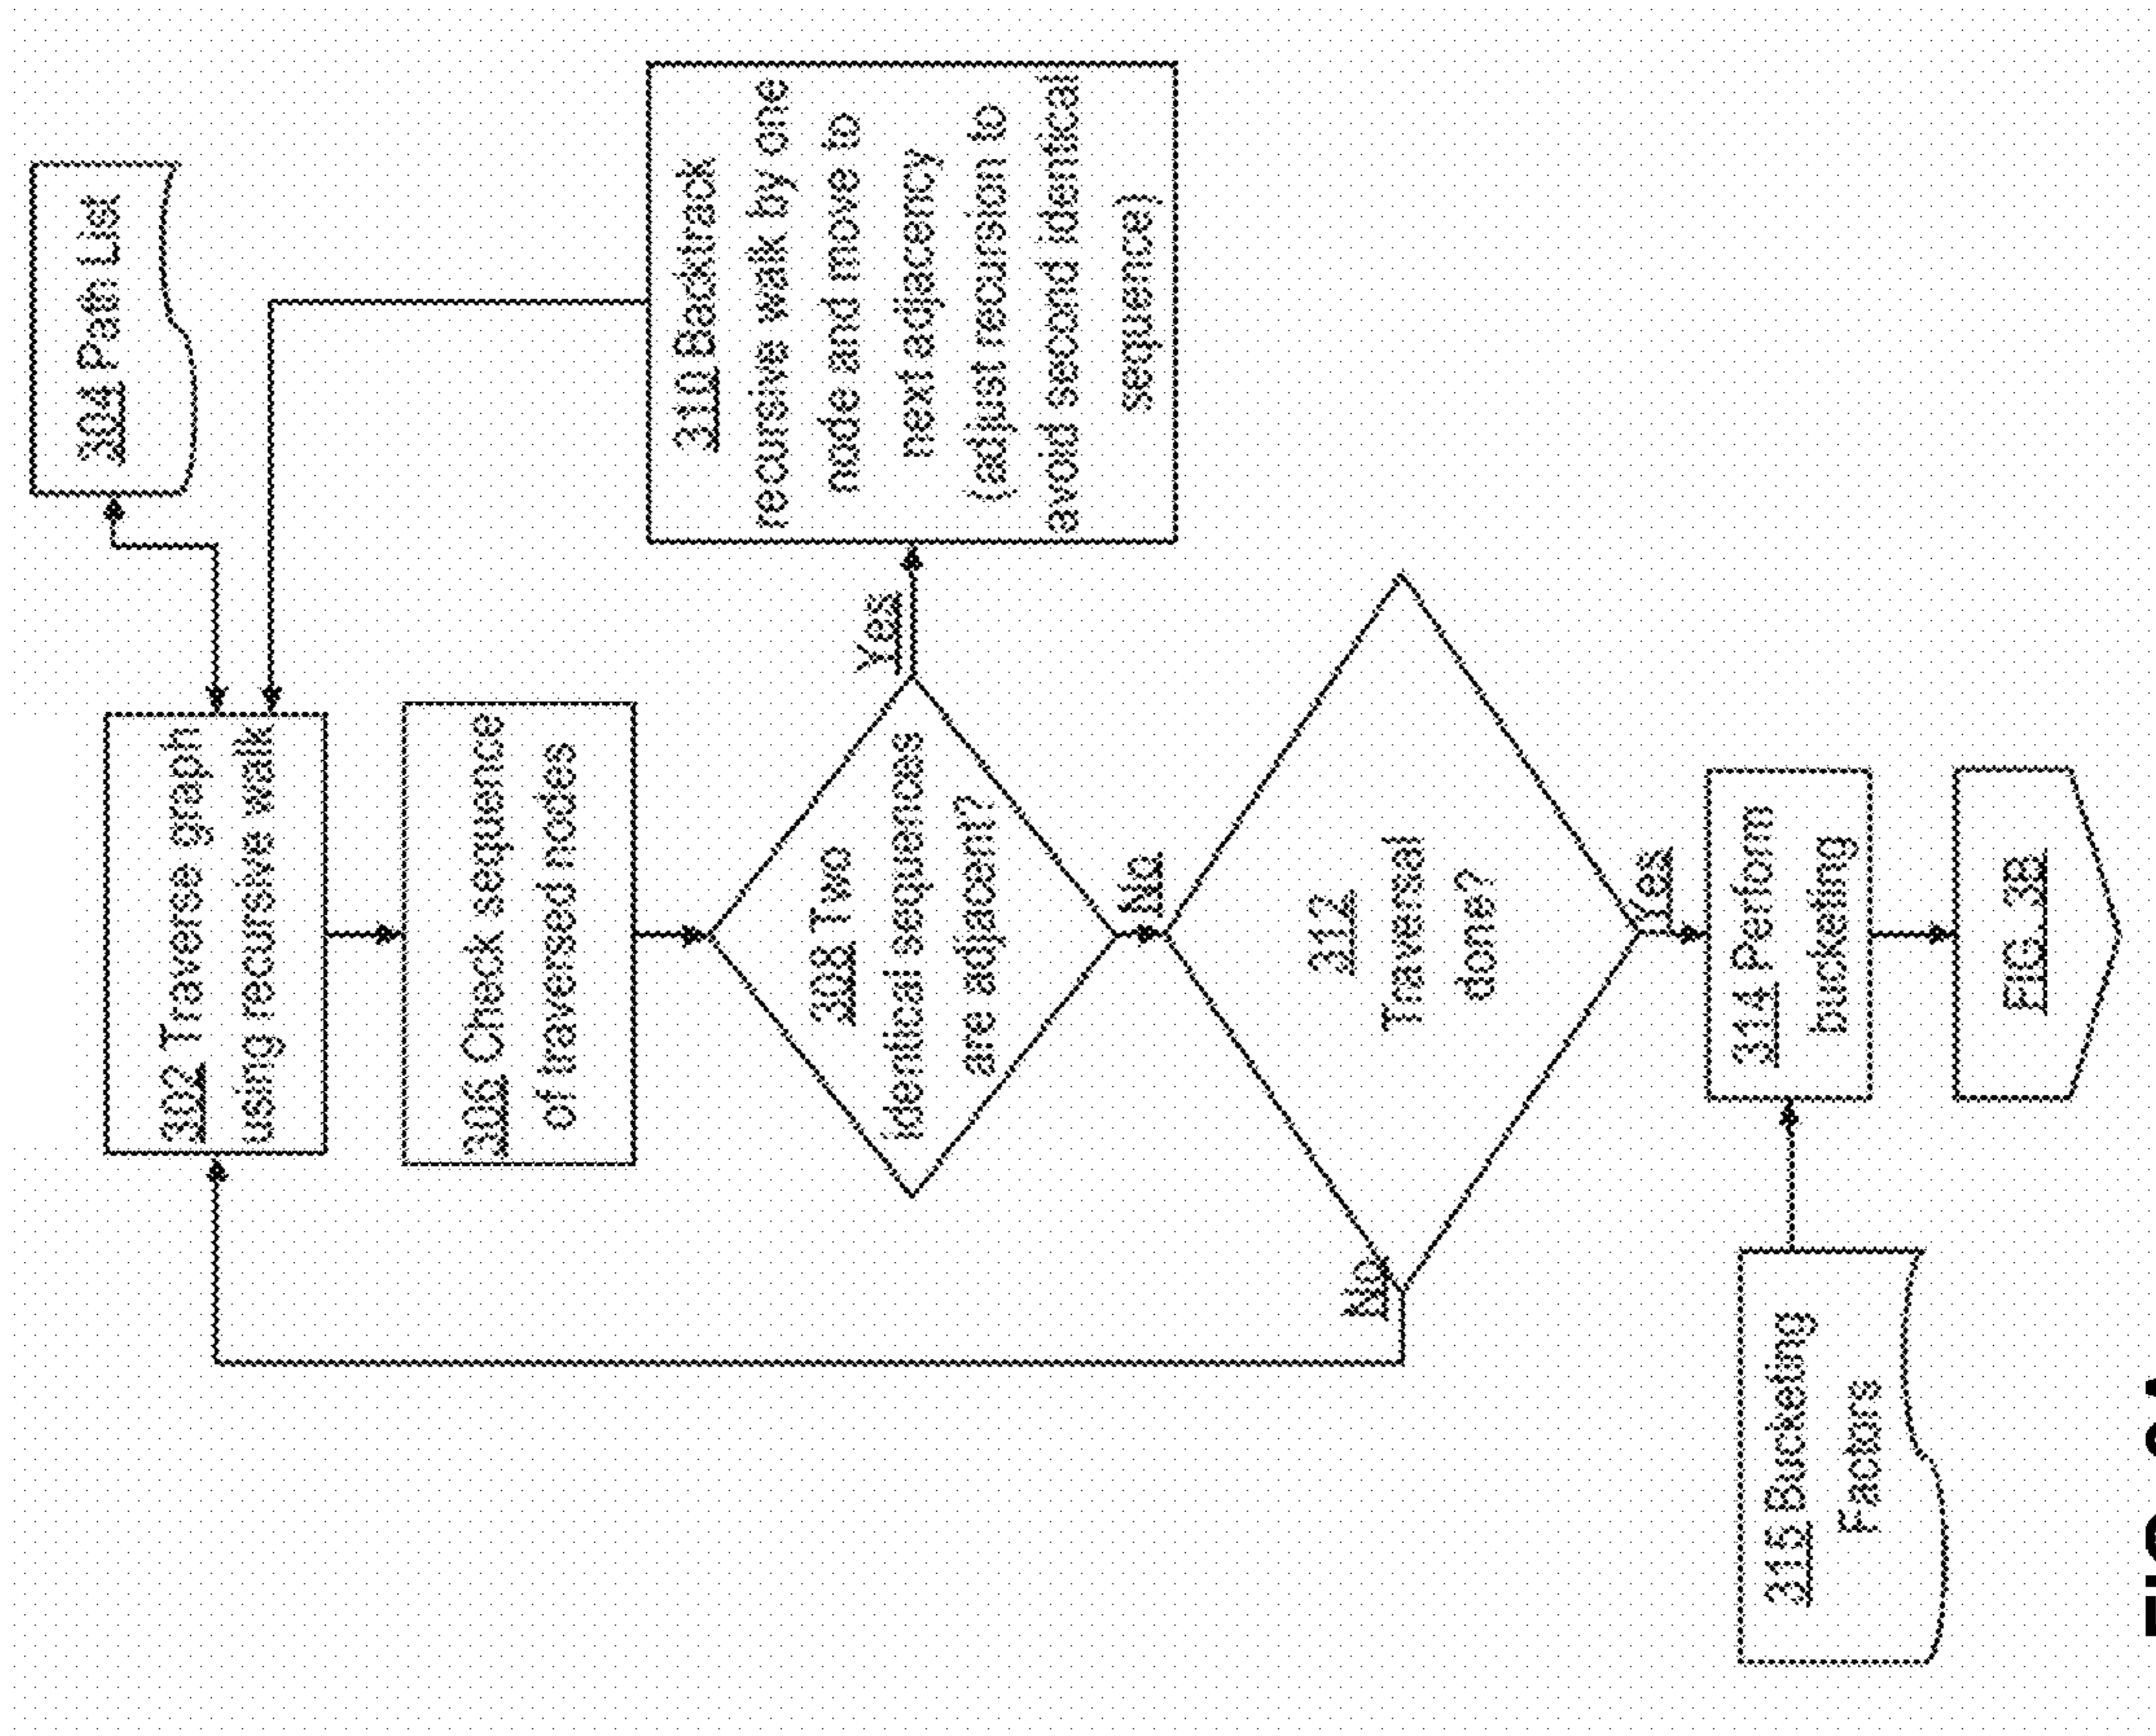 304 Path List
302 Traverse graph
using recursive walk
306 Check sequence
of traversed nodes
308 Two
identical sequences
are adjacent?
Yes
310 Backtrack
recursive walk by one
node and move to
next adjacency
(adjust recursion to
avoid second identical
sequence)
No
312
Traversal
done?
No
Yes
314 Perform
bucketing
315 Bucketing
Factors
FIG. 3B